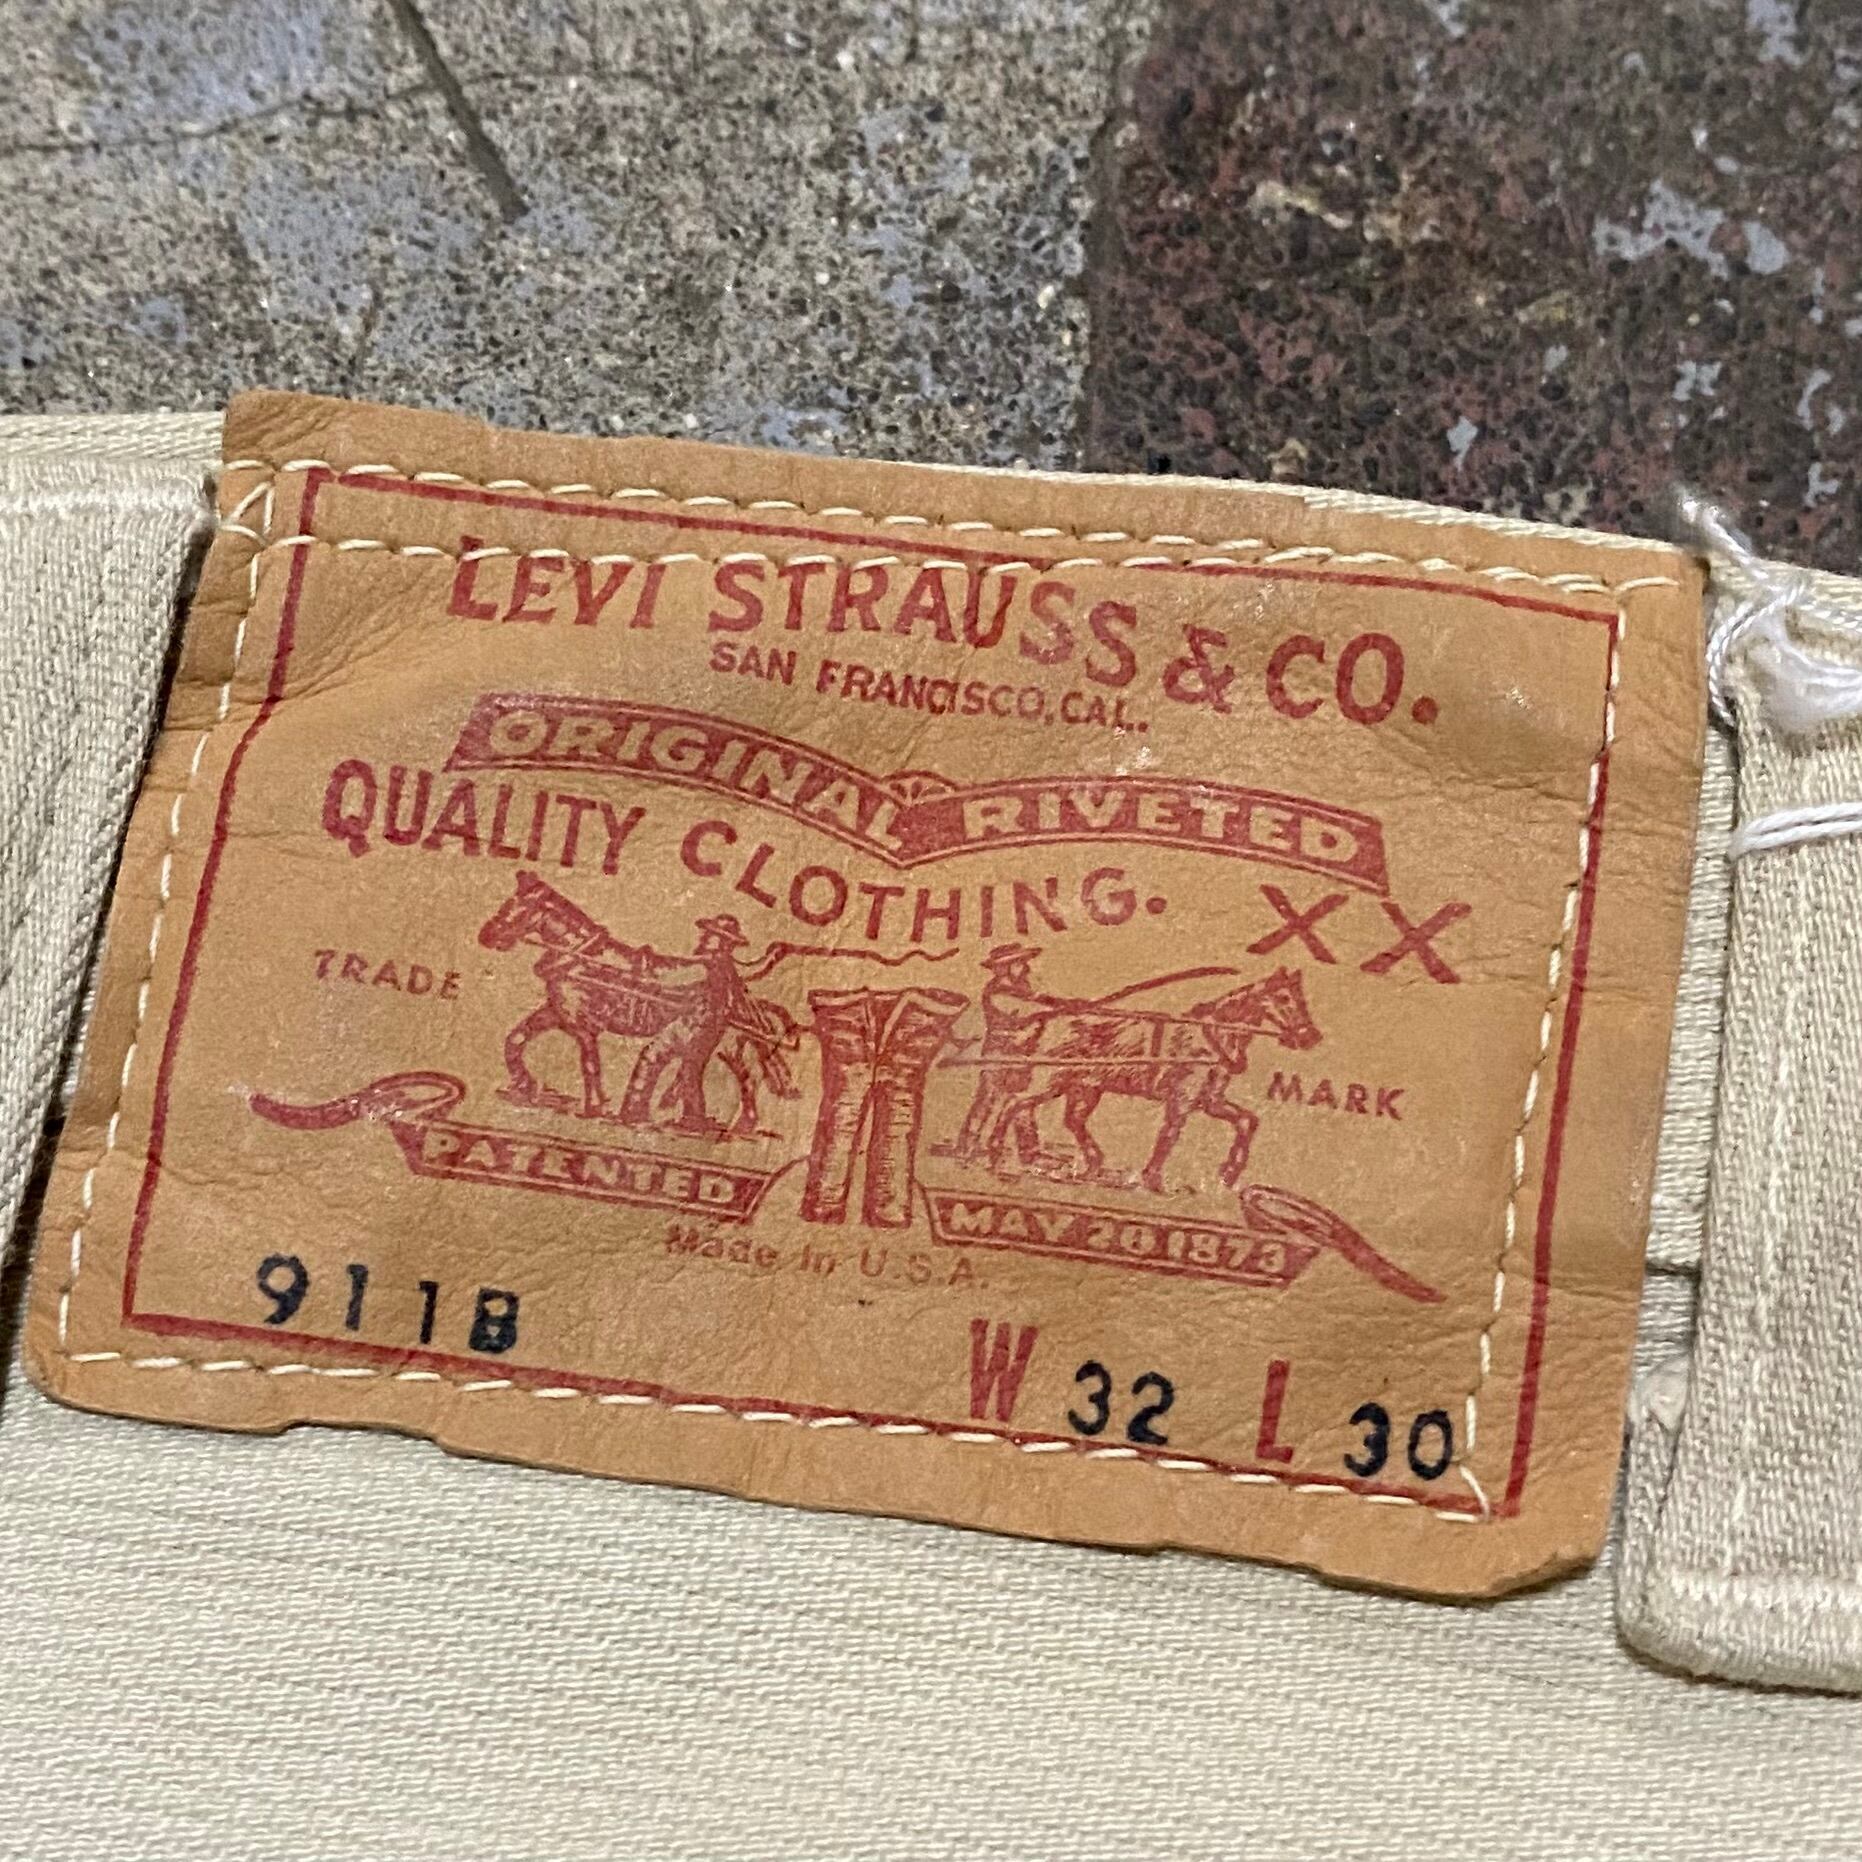 LEVI STRAUSS & CO.
SAN FRANCISCO, CAL.
ORIGINAL RIVETED
QUALITY CLOTHING. XX
TRADE MARK
PATENTED MAY 20 1873
Made in U.S.A.
911B W 32 L 30